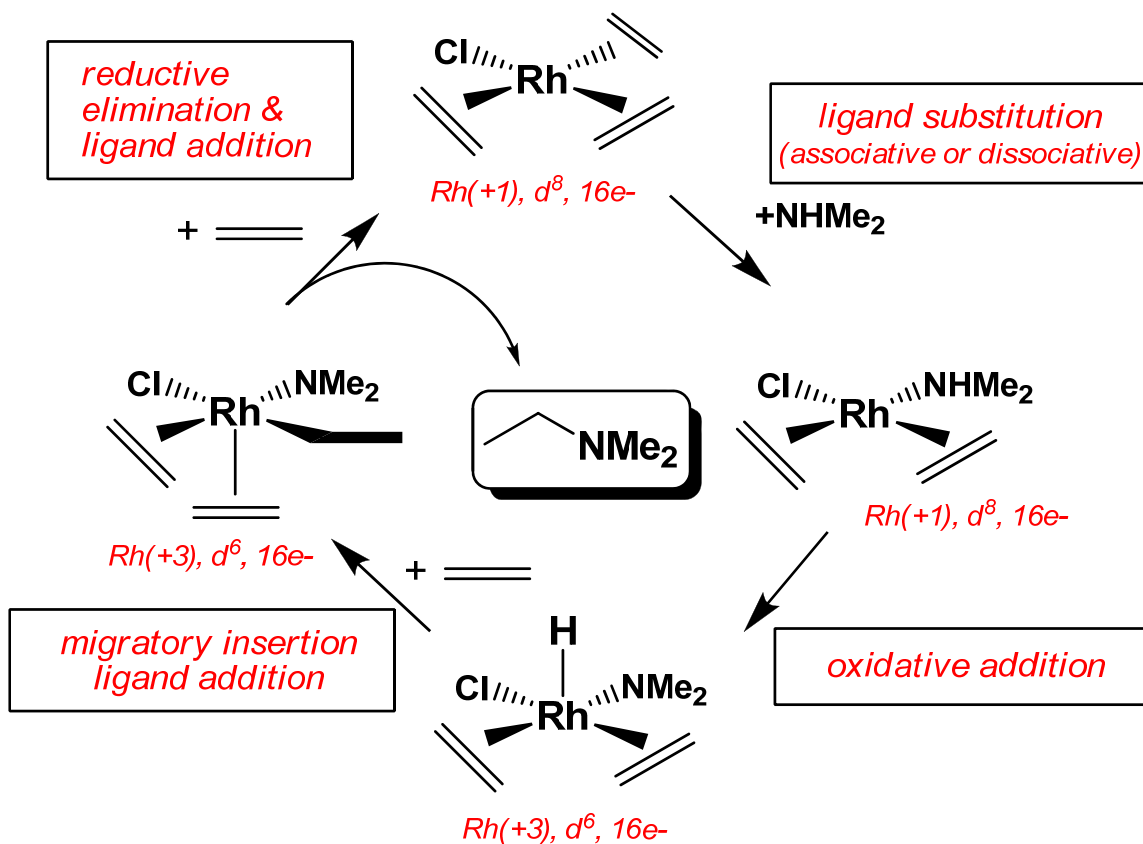 reductive
elimination &
ligand addition
+
Cl
Rh
Rh(+1), d⁸, 16e-
ligand substitution
(associative or dissociative)
+NHMe₂
Cl
NMe₂
Rh
Rh(+3), d⁶, 16e-
NMe₂
Cl
NHMe₂
Rh
Rh(+1), d⁸, 16e-
+
migratory insertion
ligand addition
H
Cl
NMe₂
Rh
Rh(+3), d⁶, 16e-
oxidative addition